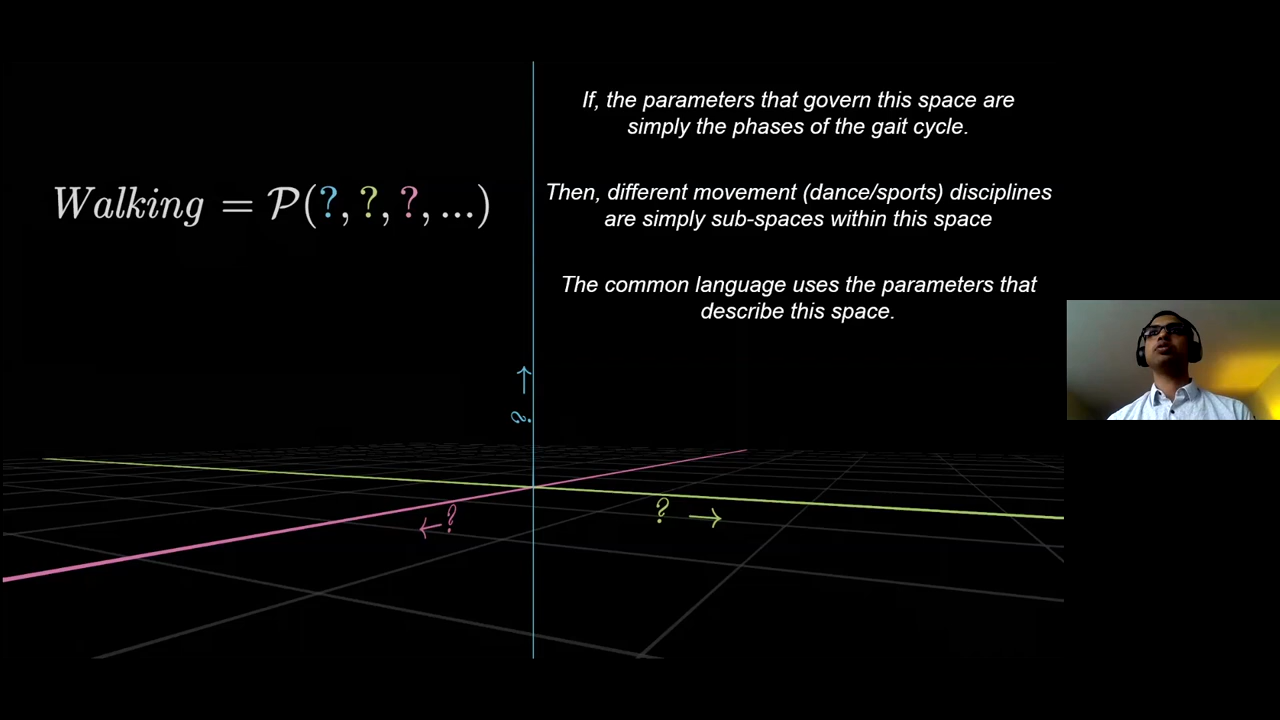 If, the parameters that govern this space are
simply the phases of the gait cycle.
Walking = P(?, ?, ?, ...)
Then, different movement (dance/sports) disciplines
are simply sub-spaces within this space
The common language uses the parameters that
describe this space.
? →
? →
←?